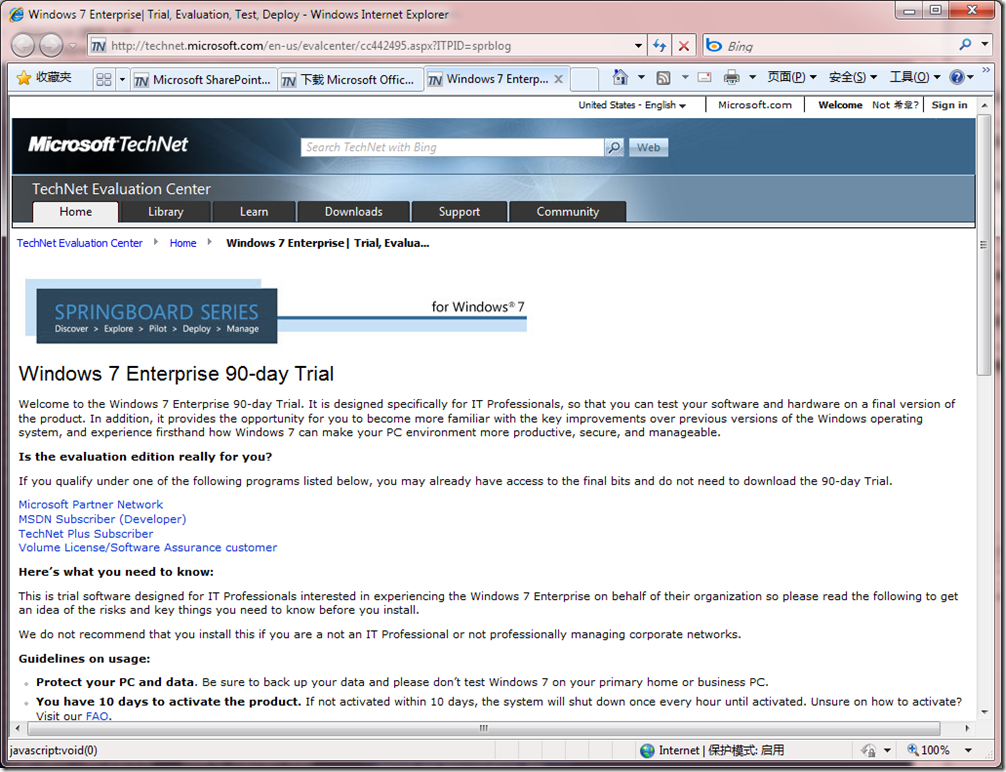 Windows 7 Enterprise| Trial, Evaluation, Test, Deploy - Windows Internet Explorer
http://technet.microsoft.com/en-us/evalcenter/cc442495.aspx?ITPID=sprblog
Bing
收藏夹
Microsoft SharePoint...
下载 Microsoft Offic...
Windows 7 Enterp...
页面(P)
安全(S)
工具(O)
United States - English
Microsoft.com
Welcome Not 希章? Sign in
Microsoft TechNet
Search TechNet with Bing
Web
TechNet Evaluation Center
Home Library Learn Downloads Support Community
TechNet Evaluation Center Home Windows 7 Enterprise| Trial, Evalua...
SPRINGBOARD SERIES
Discover > Explore > Pilot > Deploy > Manage
for Windows® 7
Windows 7 Enterprise 90-day Trial
Welcome to the Windows 7 Enterprise 90-day Trial. It is designed specifically for IT Professionals, so that you can test your software and hardware on a final version of
the product. In addition, it provides the opportunity for you to become more familiar with the key improvements over previous versions of the Windows operating
system, and experience firsthand how Windows 7 can make your PC environment more productive, secure, and manageable.
Is the evaluation edition really for you?
If you qualify under one of the following programs listed below, you may already have access to the final bits and do not need to download the 90-day Trial.
Microsoft Partner Network
MSDN Subscriber (Developer)
TechNet Plus Subscriber
Volume License/Software Assurance customer
Here's what you need to know:
This is trial software designed for IT Professionals interested in experiencing the Windows 7 Enterprise on behalf of their organization so please read the following to get
an idea of the risks and key things you need to know before you install.
We do not recommend that you install this if you are a not an IT Professional or not professionally managing corporate networks.
Guidelines on usage:
Protect your PC and data. Be sure to back up your data and please don't test Windows 7 on your primary home or business PC.
You have 10 days to activate the product. If not activated within 10 days, the system will shut down once every hour until activated. Unsure on how to activate?
Visit our FAQ.
javascript:void(0)
Internet | 保护模式: 启用
100%